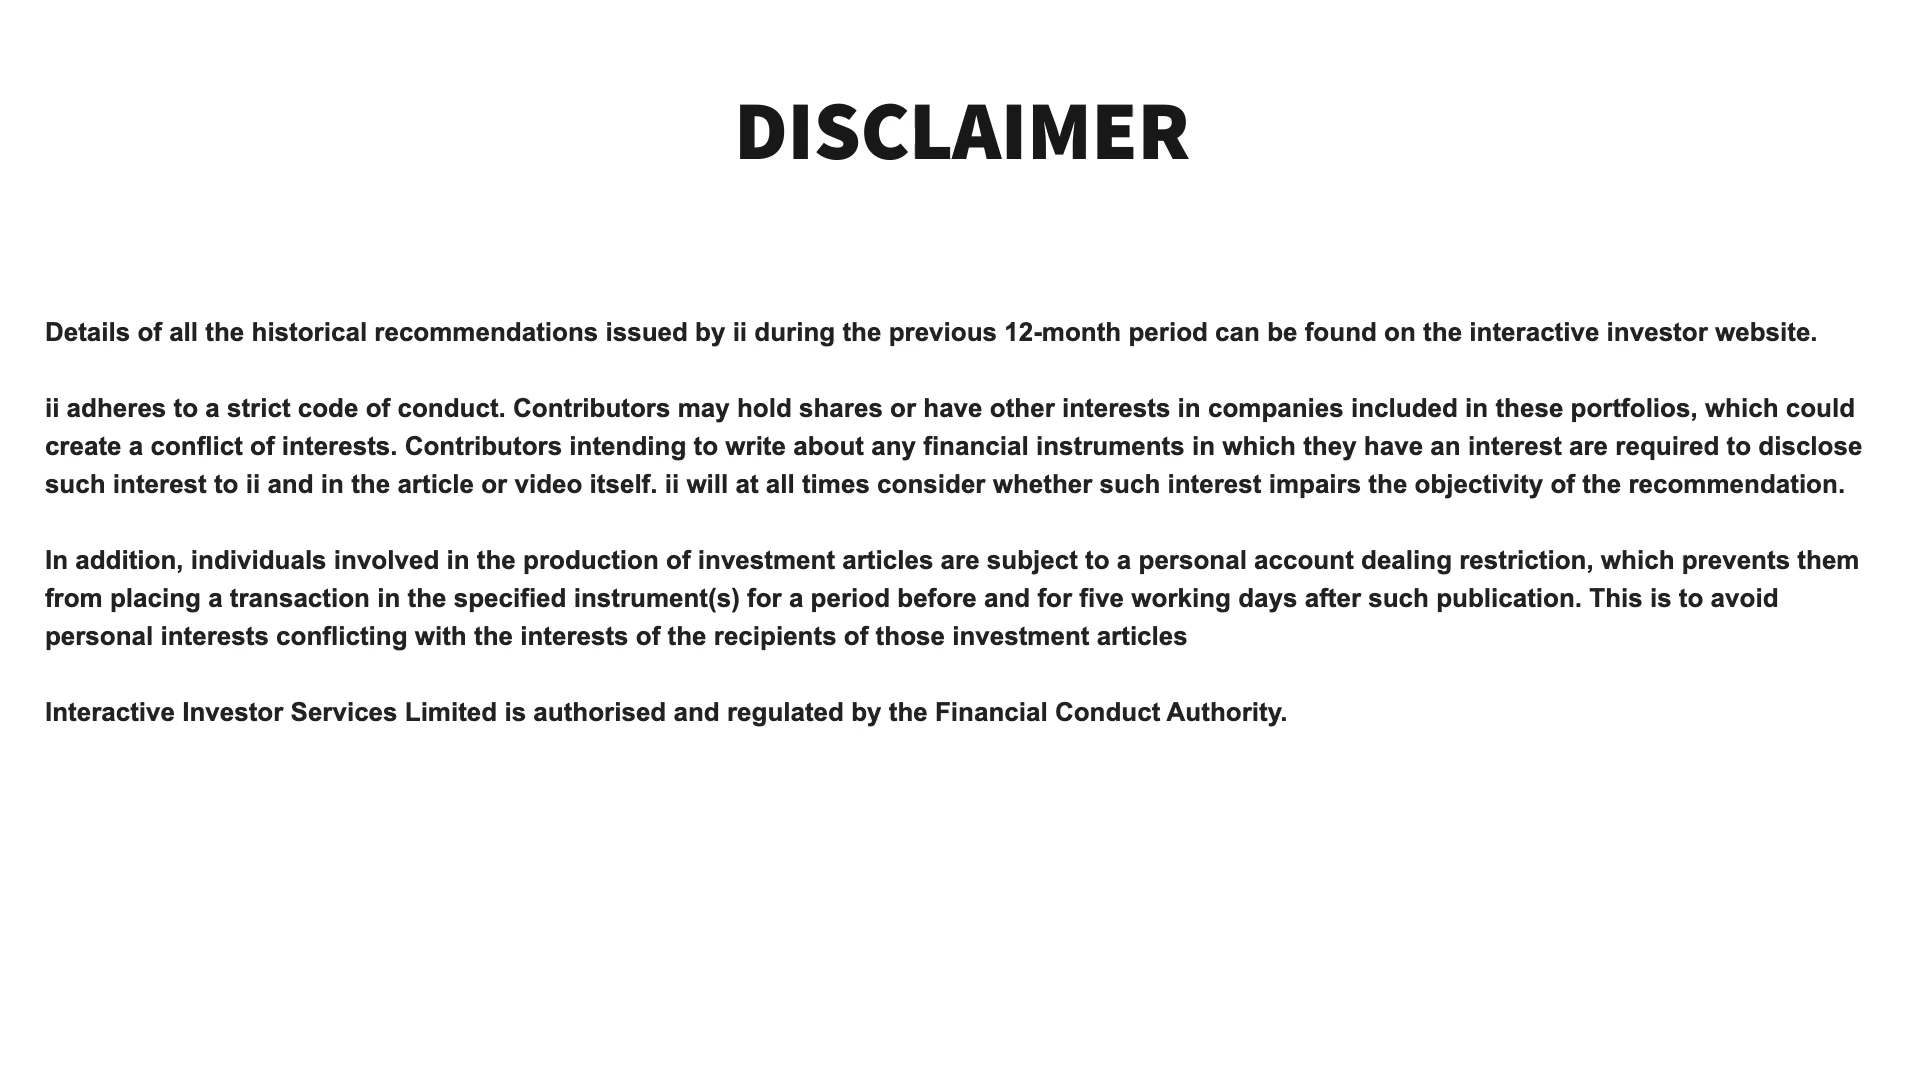 DISCLAIMER
Details of all the historical recommendations issued by ii during the previous 12-month period can be found on the interactive investor website.
ii adheres to a strict code of conduct. Contributors may hold shares or have other interests in companies included in these portfolios, which could
create a conflict of interests. Contributors intending to write about any financial instruments in which they have an interest are required to disclose
such interest to ii and in the article or video itself. ii will at all times consider whether such interest impairs the objectivity of the recommendation.
In addition, individuals involved in the production of investment articles are subject to a personal account dealing restriction, which prevents them
from placing a transaction in the specified instrument(s) for a period before and for five working days after such publication. This is to avoid
personal interests conflicting with the interests of the recipients of those investment articles
Interactive Investor Services Limited is authorised and regulated by the Financial Conduct Authority.